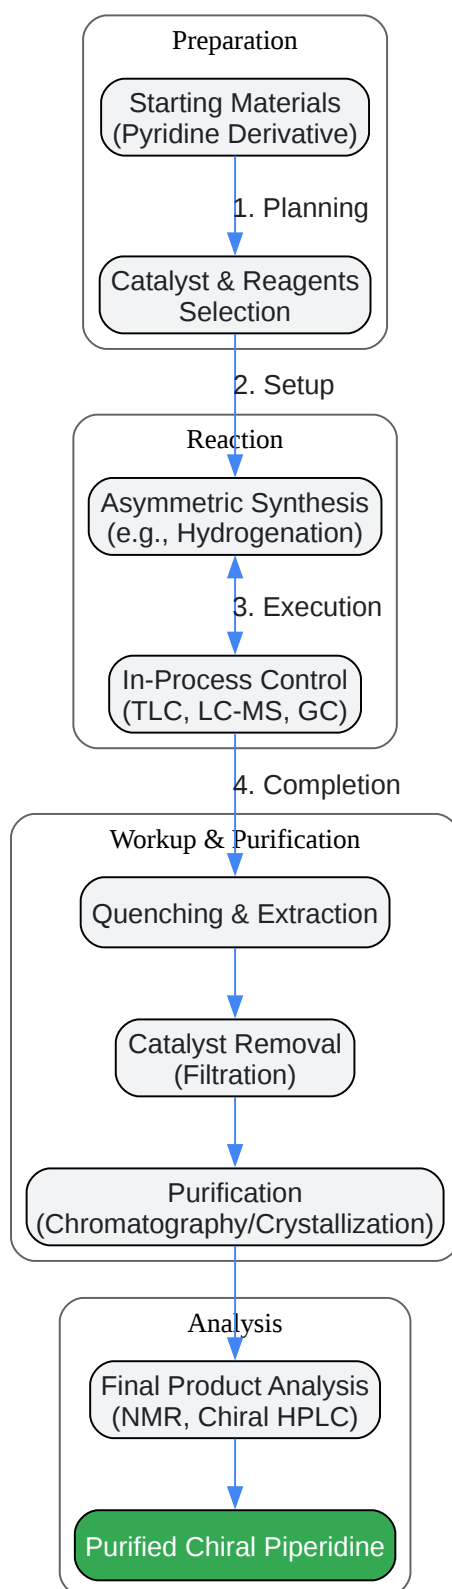 Preparation
Starting Materials
(Pyridine Derivative)
1. Planning
Catalyst & Reagents
Selection
2. Setup
Reaction
Asymmetric Synthesis
(e.g., Hydrogenation)
3. Execution
In-Process Control
(TLC, LC-MS, GC)
4. Completion
Workup & Purification
Quenching & Extraction
Catalyst Removal
(Filtration)
Purification
(Chromatography/Crystallization)
Analysis
Final Product Analysis
(NMR, Chiral HPLC)
Purified Chiral Piperidine